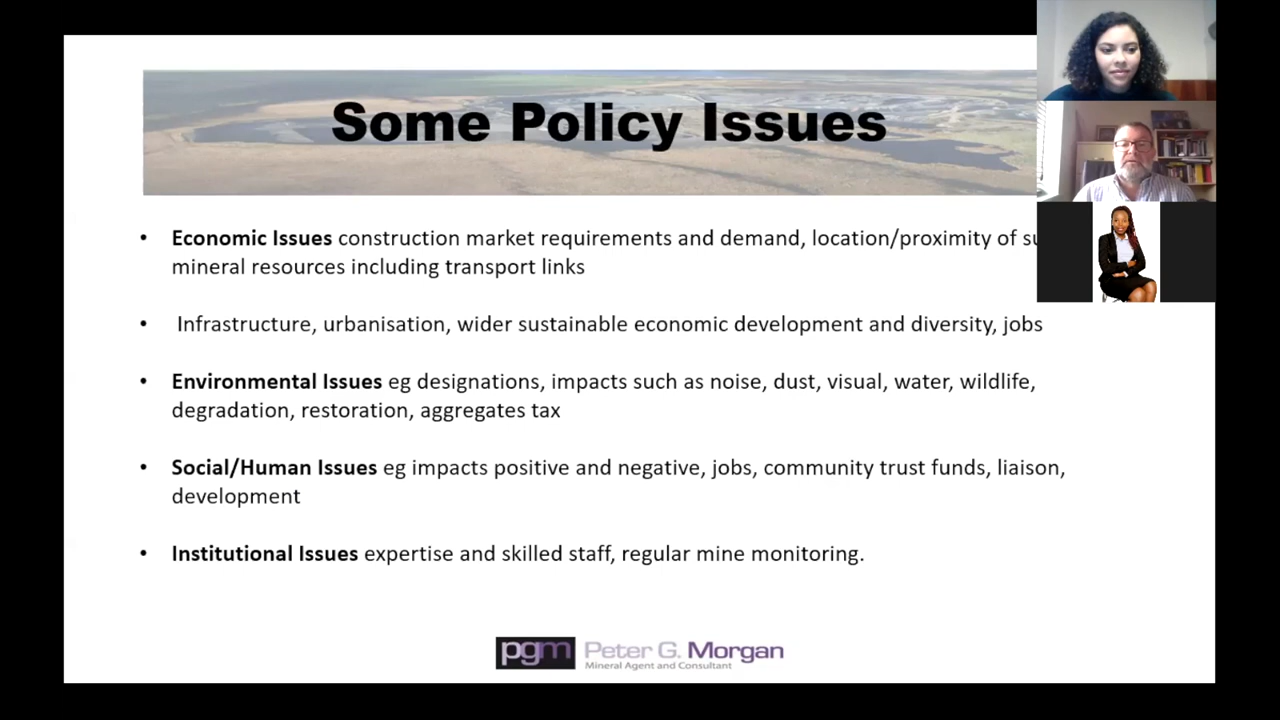 Some Policy Issues
• Economic Issues construction market requirements and demand, location/proximity of
mineral resources including transport links
• Infrastructure, urbanisation, wider sustainable economic development and diversity, jobs
• Environmental Issues eg designations, impacts such as noise, dust, visual, water, wildlife,
degradation, restoration, aggregates tax
• Social/Human Issues eg impacts positive and negative, jobs, community trust funds, liaison,
development
• Institutional Issues expertise and skilled staff, regular mine monitoring.
pgm Peter G. Morgan
Mineral Agent and Consultant